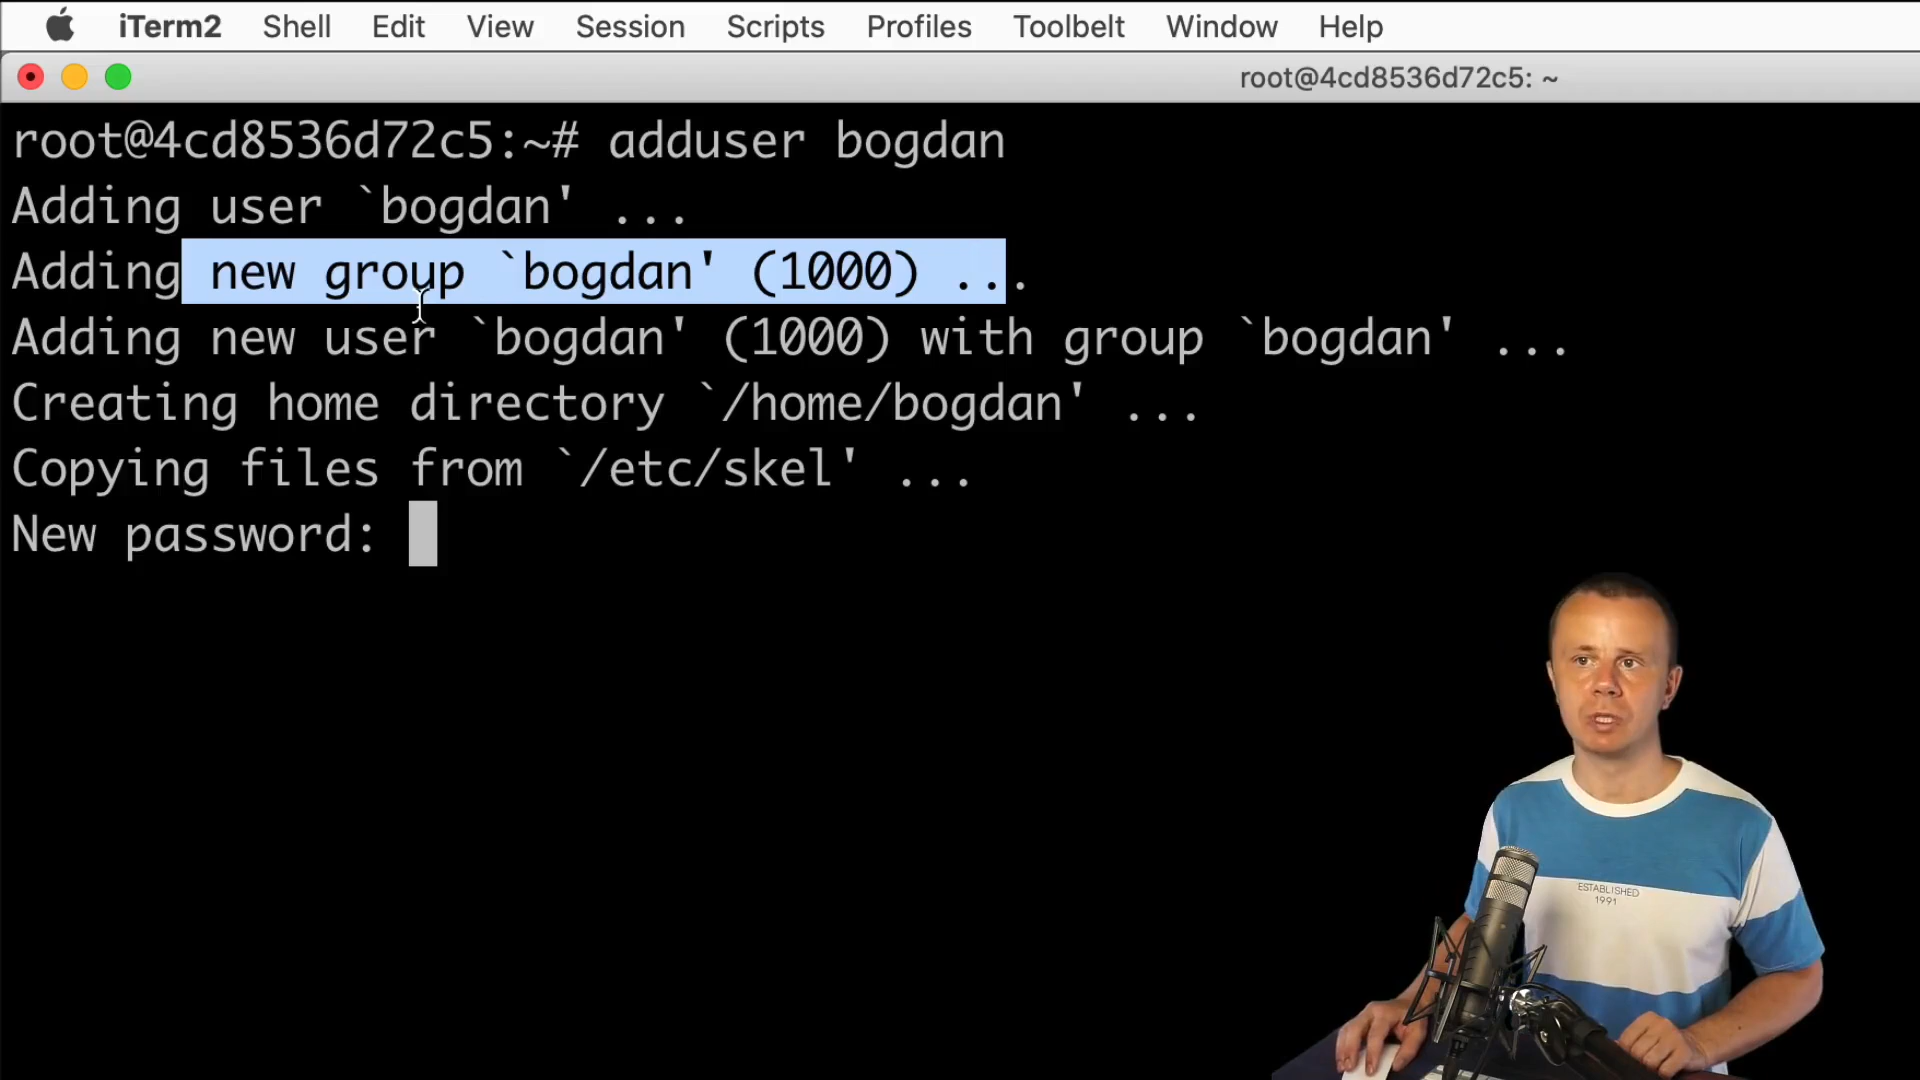 iTerm2 Shell Edit View Session Scripts Profiles Toolbelt Window Help
root@4cd8536d72c5: ~
root@4cd8536d72c5:~# adduser bogdan
Adding user `bogdan' ...
Adding new group `bogdan' (1000) ...
Adding new user `bogdan' (1000) with group `bogdan' ...
Creating home directory `/home/bogdan' ...
Copying files from `/etc/skel' ...
New password:
ESTABLISHED
1991